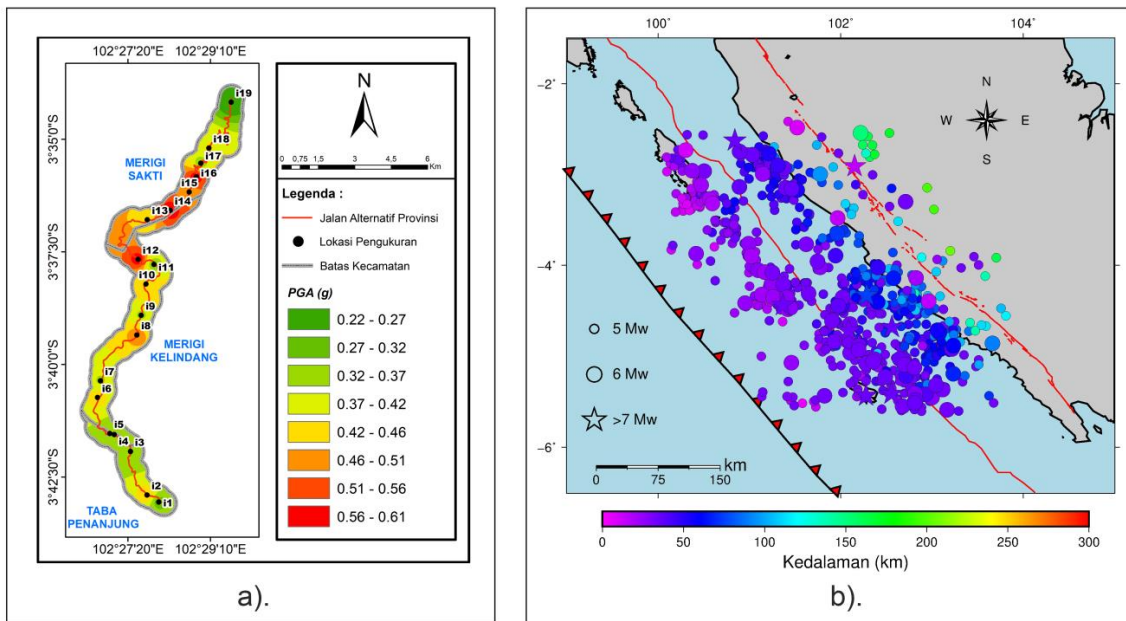 102°27'20"E 102°29'10"E
3°35'0"S
3°37'30"S
3°40'0"S
3°42'30"S
102°27'20"E 102°29'10"E
i19
i18
i17
i16
i15
i14
i13
i12
i11
i10
i9
i8
i7
i6
i5
i4
i3
i2
i1
MERIGI
SAKTI
MERIGI
KELINDANG
TABA
PENANJUNG
N
0 0,75 1,5 3 4,5 6
Km
Legenda :
Jalan Alternatif Provinsi
Lokasi Pengukuran
Batas Kecamatan
PGA (g)
0.22 - 0.27
0.27 - 0.32
0.32 - 0.37
0.37 - 0.42
0.42 - 0.46
0.46 - 0.51
0.51 - 0.56
0.56 - 0.61
a).
100° 102° 104°
−2°
−4°
−6°
N
W E
S
5 Mw
6 Mw
>7 Mw
km
0 75 150
0 50 100 150 200 250 300
Kedalaman (km)
b).